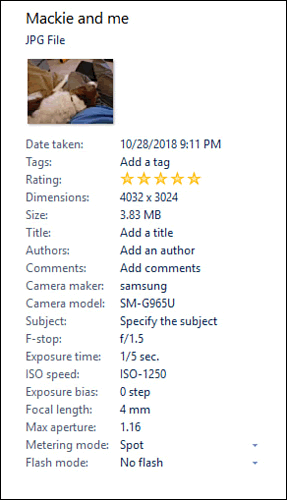 Mackie and me
JPG File
Date taken: 10/28/2018 9:11 PM
Tags: Add a tag
Rating:
Dimensions: 4032 x 3024
Size: 3.83 MB
Title: Add a title
Authors: Add an author
Comments: Add comments
Camera maker: samsung
Camera model: SM-G965U
Subject: Specify the subject
F-stop: f/1.5
Exposure time: 1/5 sec.
ISO speed: ISO-1250
Exposure bias: 0 step
Focal length: 4 mm
Max aperture: 1.16
Metering mode: Spot
Flash mode: No flash